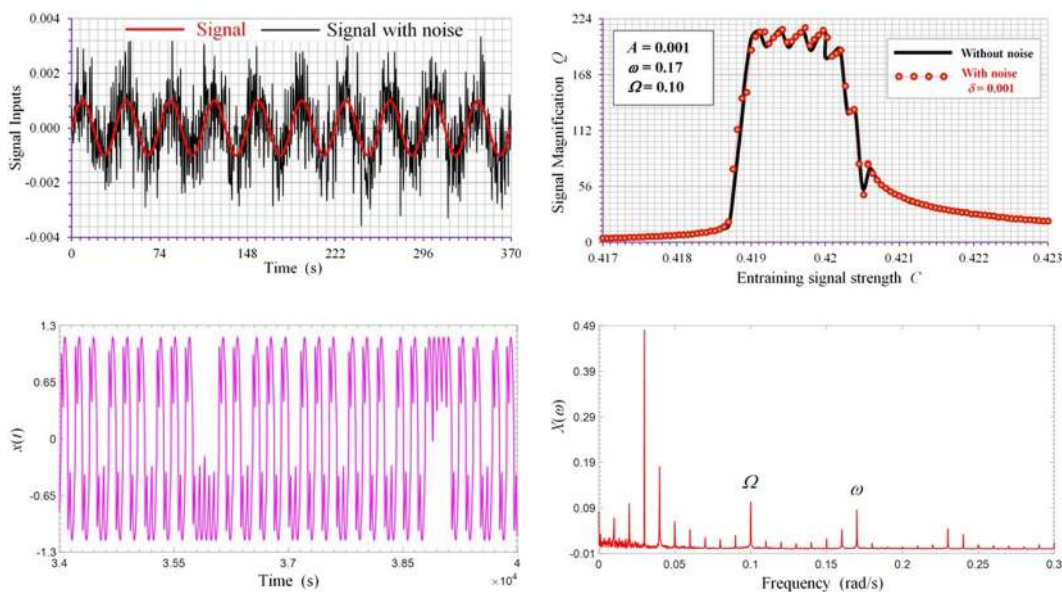 0.004
0.002
0.000
-0.002
-0.004
Signal Inputs
Signal
Signal with noise
0
74
148
222
296
370
Time (s)
224
168
112
56
0
Signal Magnification Q
A = 0.001
ω = 0.17
Ω = 0.10
Without noise
With noise
δ = 0.001
0.417
0.418
0.419
0.42
0.421
0.422
0.423
Entraining signal strength C
1.3
0.65
0
-0.65
-1.3
x(t)
3.4
3.55
3.7
3.85
4
×10⁴
Time (s)
0.49
0.39
0.29
0.19
0.09
-0.01
X(ω)
Ω
ω
0
0.05
0.1
0.15
0.2
0.25
0.3
Frequency (rad/s)